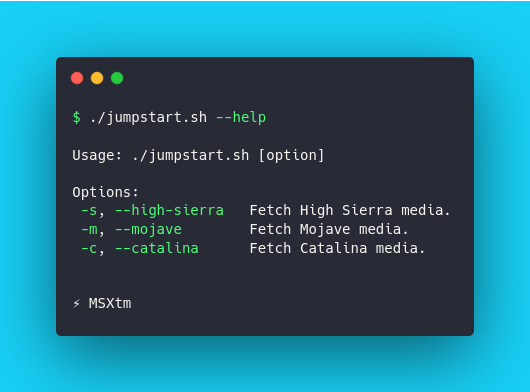 $ ./jumpstart.sh --help
Usage: ./jumpstart.sh [option]
Options:
-s, --high-sierra Fetch High Sierra media.
-m, --mojave Fetch Mojave media.
-c, --catalina Fetch Catalina media.
⚡ MSXtm